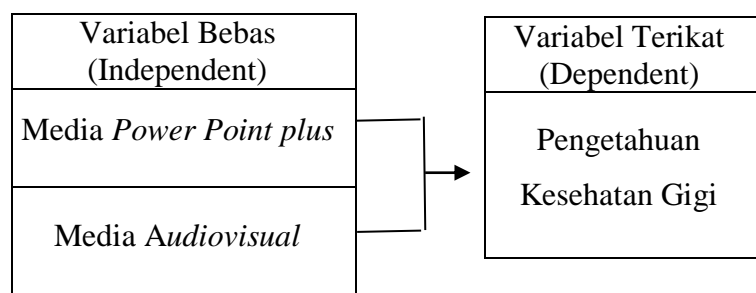 Variabel Bebas
(Independent)
Media Power Point plus
Media Audiovisual
Variabel Terikat
(Dependent)
Pengetahuan
Kesehatan Gigi